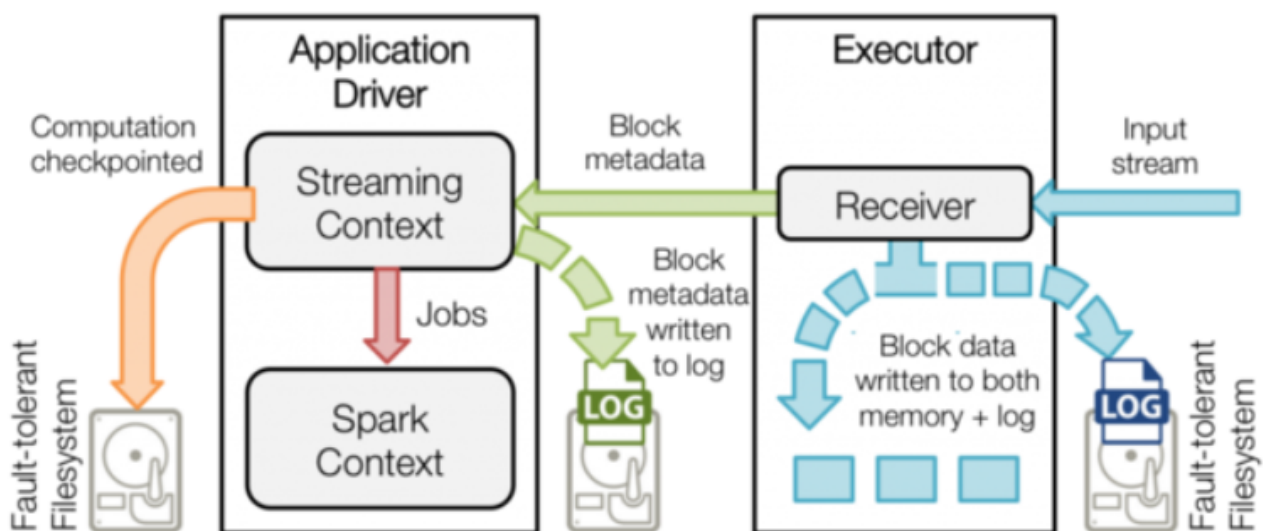 Application
Driver
Executor
Computation
checkpointed
Block
metadata
Input
stream
Streaming
Context
Receiver
Block
metadata
written
to log
Jobs
Block data
written to both
memory + log
Spark
Context
LOG
LOG
Fault-tolerant
Filesystem
Fault-tolerant
Filesystem